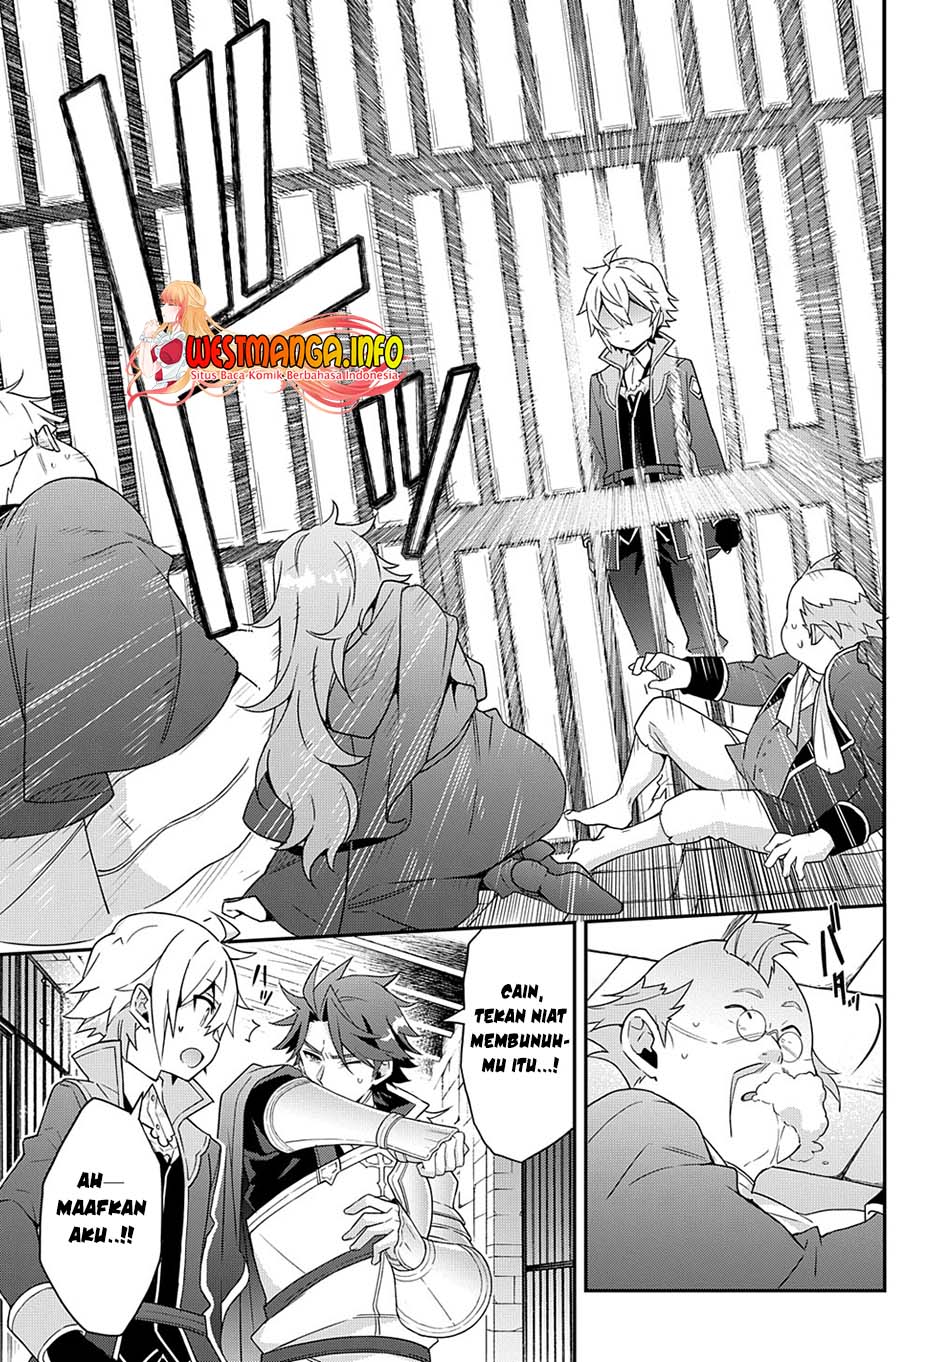 WESTMANGA.INFO
Situs Baca-Komik Berbahasa Indonesia
CAIN,
TEKAN NIAT
MEMBUNUH-
MU ITU...!
AH—
MAAFKAN
AKU..!!